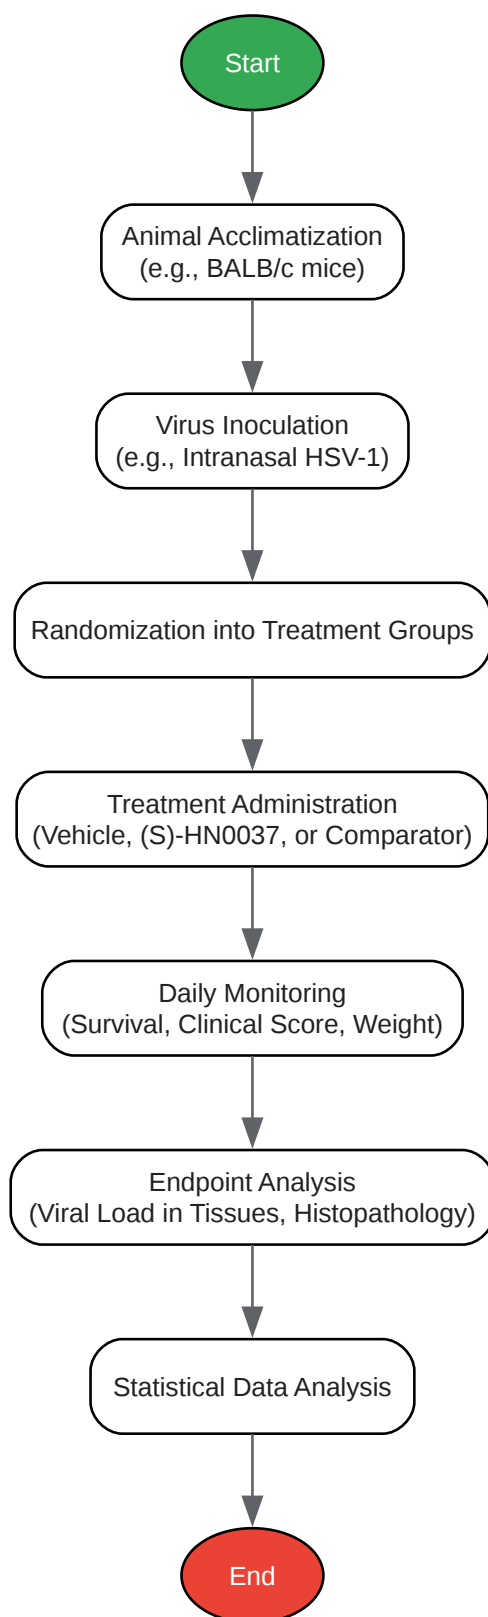 Start
Animal Acclimatization
(e.g., BALB/c mice)
Virus Inoculation
(e.g., Intranasal HSV-1)
Randomization into Treatment Groups
Treatment Administration
(Vehicle, (S)-HN0037, or Comparator)
Daily Monitoring
(Survival, Clinical Score, Weight)
Endpoint Analysis
(Viral Load in Tissues, Histopathology)
Statistical Data Analysis
End